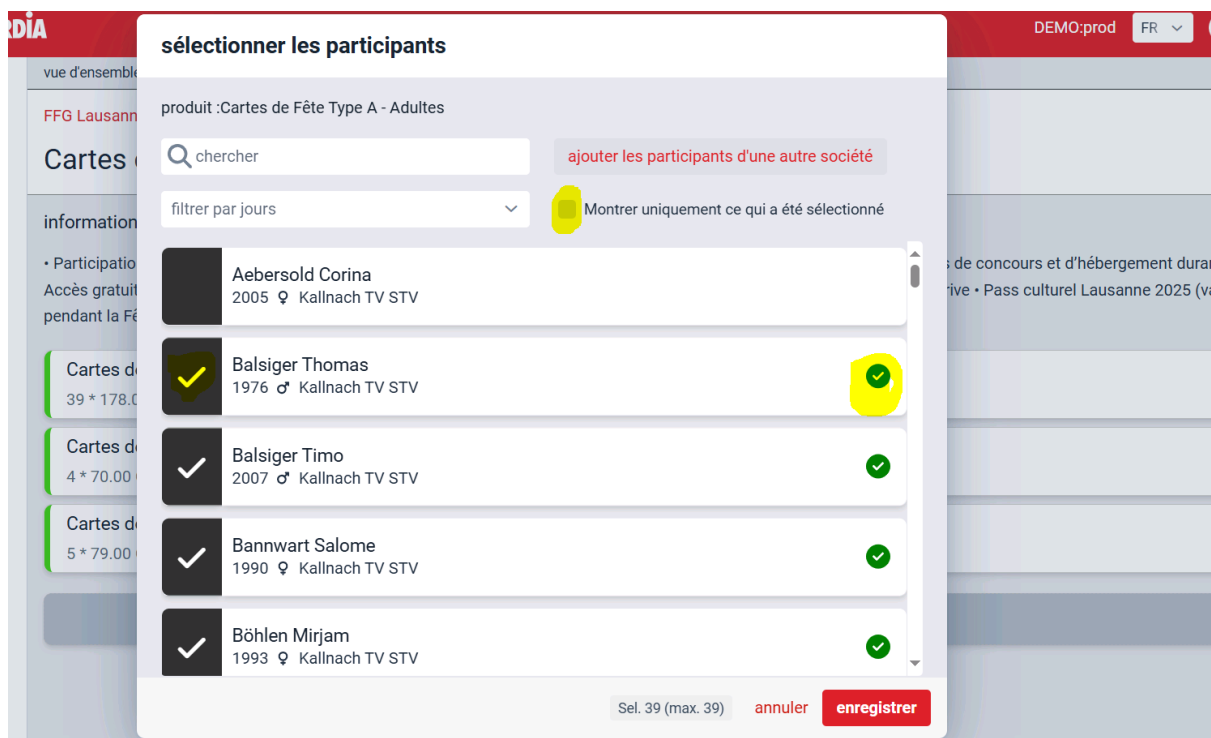 RDIA
DEMO:prod FR
sélectionner les participants
vue d'ensemble
produit :Cartes de Fête Type A - Adultes
FFG Lausann
Cartes
chercher
ajouter les participants d'une autre société
filtrer par jours
Montrer uniquement ce qui a été sélectionné
information
• Participatio
s de concours et d'hébergement dura
Accès gratuit
rive • Pass culturel Lausanne 2025 (va
pendant la Fê
Aebersold Corina
2005 ♀ Kallnach TV STV
Balsiger Thomas
1976 ♂ Kallnach TV STV
Balsiger Timo
2007 ♂ Kallnach TV STV
Bannwart Salome
1990 ♀ Kallnach TV STV
Böhlen Mirjam
1993 ♀ Kallnach TV STV
Cartes de
39 * 178.0
Cartes de
4 * 70.00
Cartes de
5 * 79.00
Sel. 39 (max. 39)
annuler
enregistrer